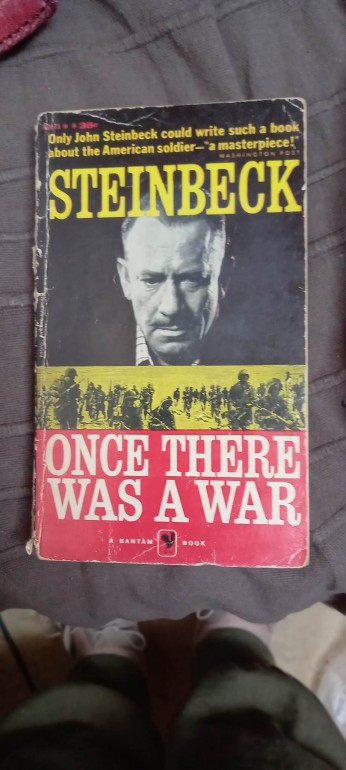 35¢
Only John Steinbeck could write such a book
about the American soldier—"a masterpiece!"
WASHINGTON POST
STEINBECK
ONCE THERE
WAS A WAR
A BANTAM BOOK